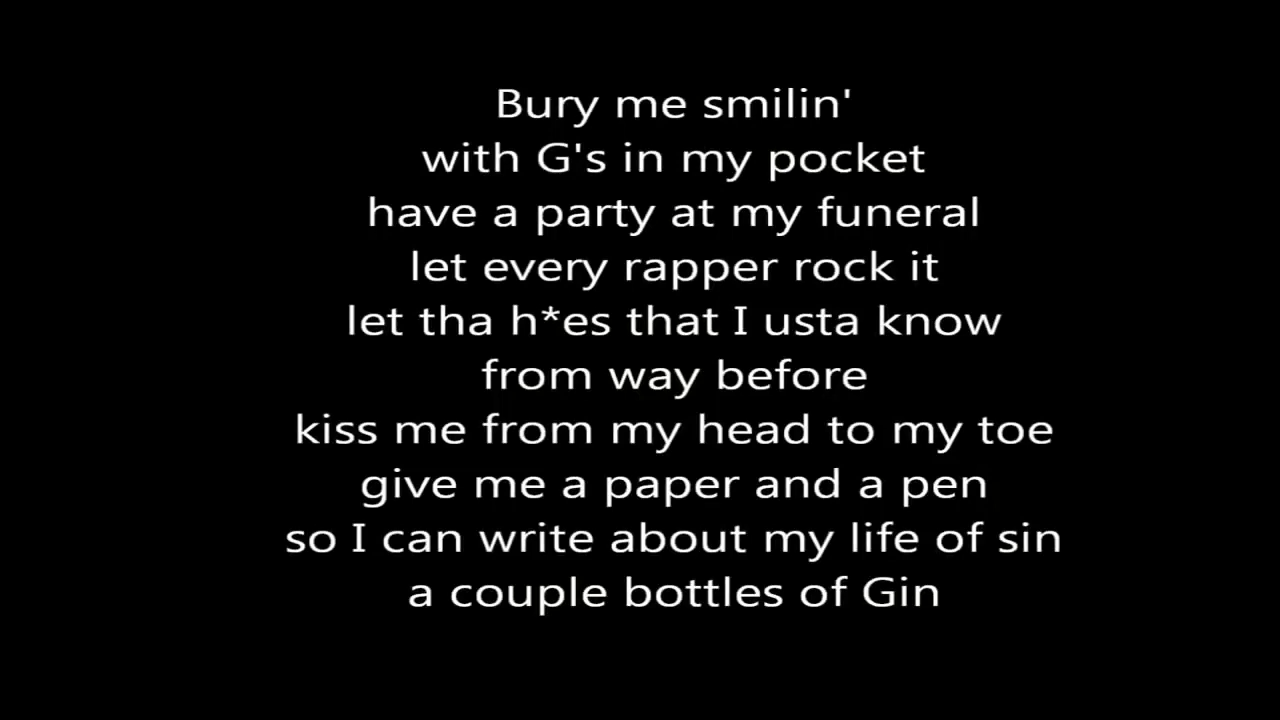 Bury me smilin'
with G's in my pocket
have a party at my funeral
let every rapper rock it
let tha h*es that I usta know
from way before
kiss me from my head to my toe
give me a paper and a pen
so I can write about my life of sin
a couple bottles of Gin